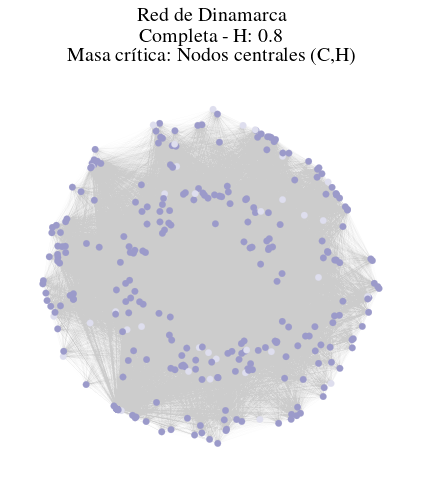 Red de Dinamarca
Completa - H: 0.8
Masa crítica: Nodos centrales (C,H)